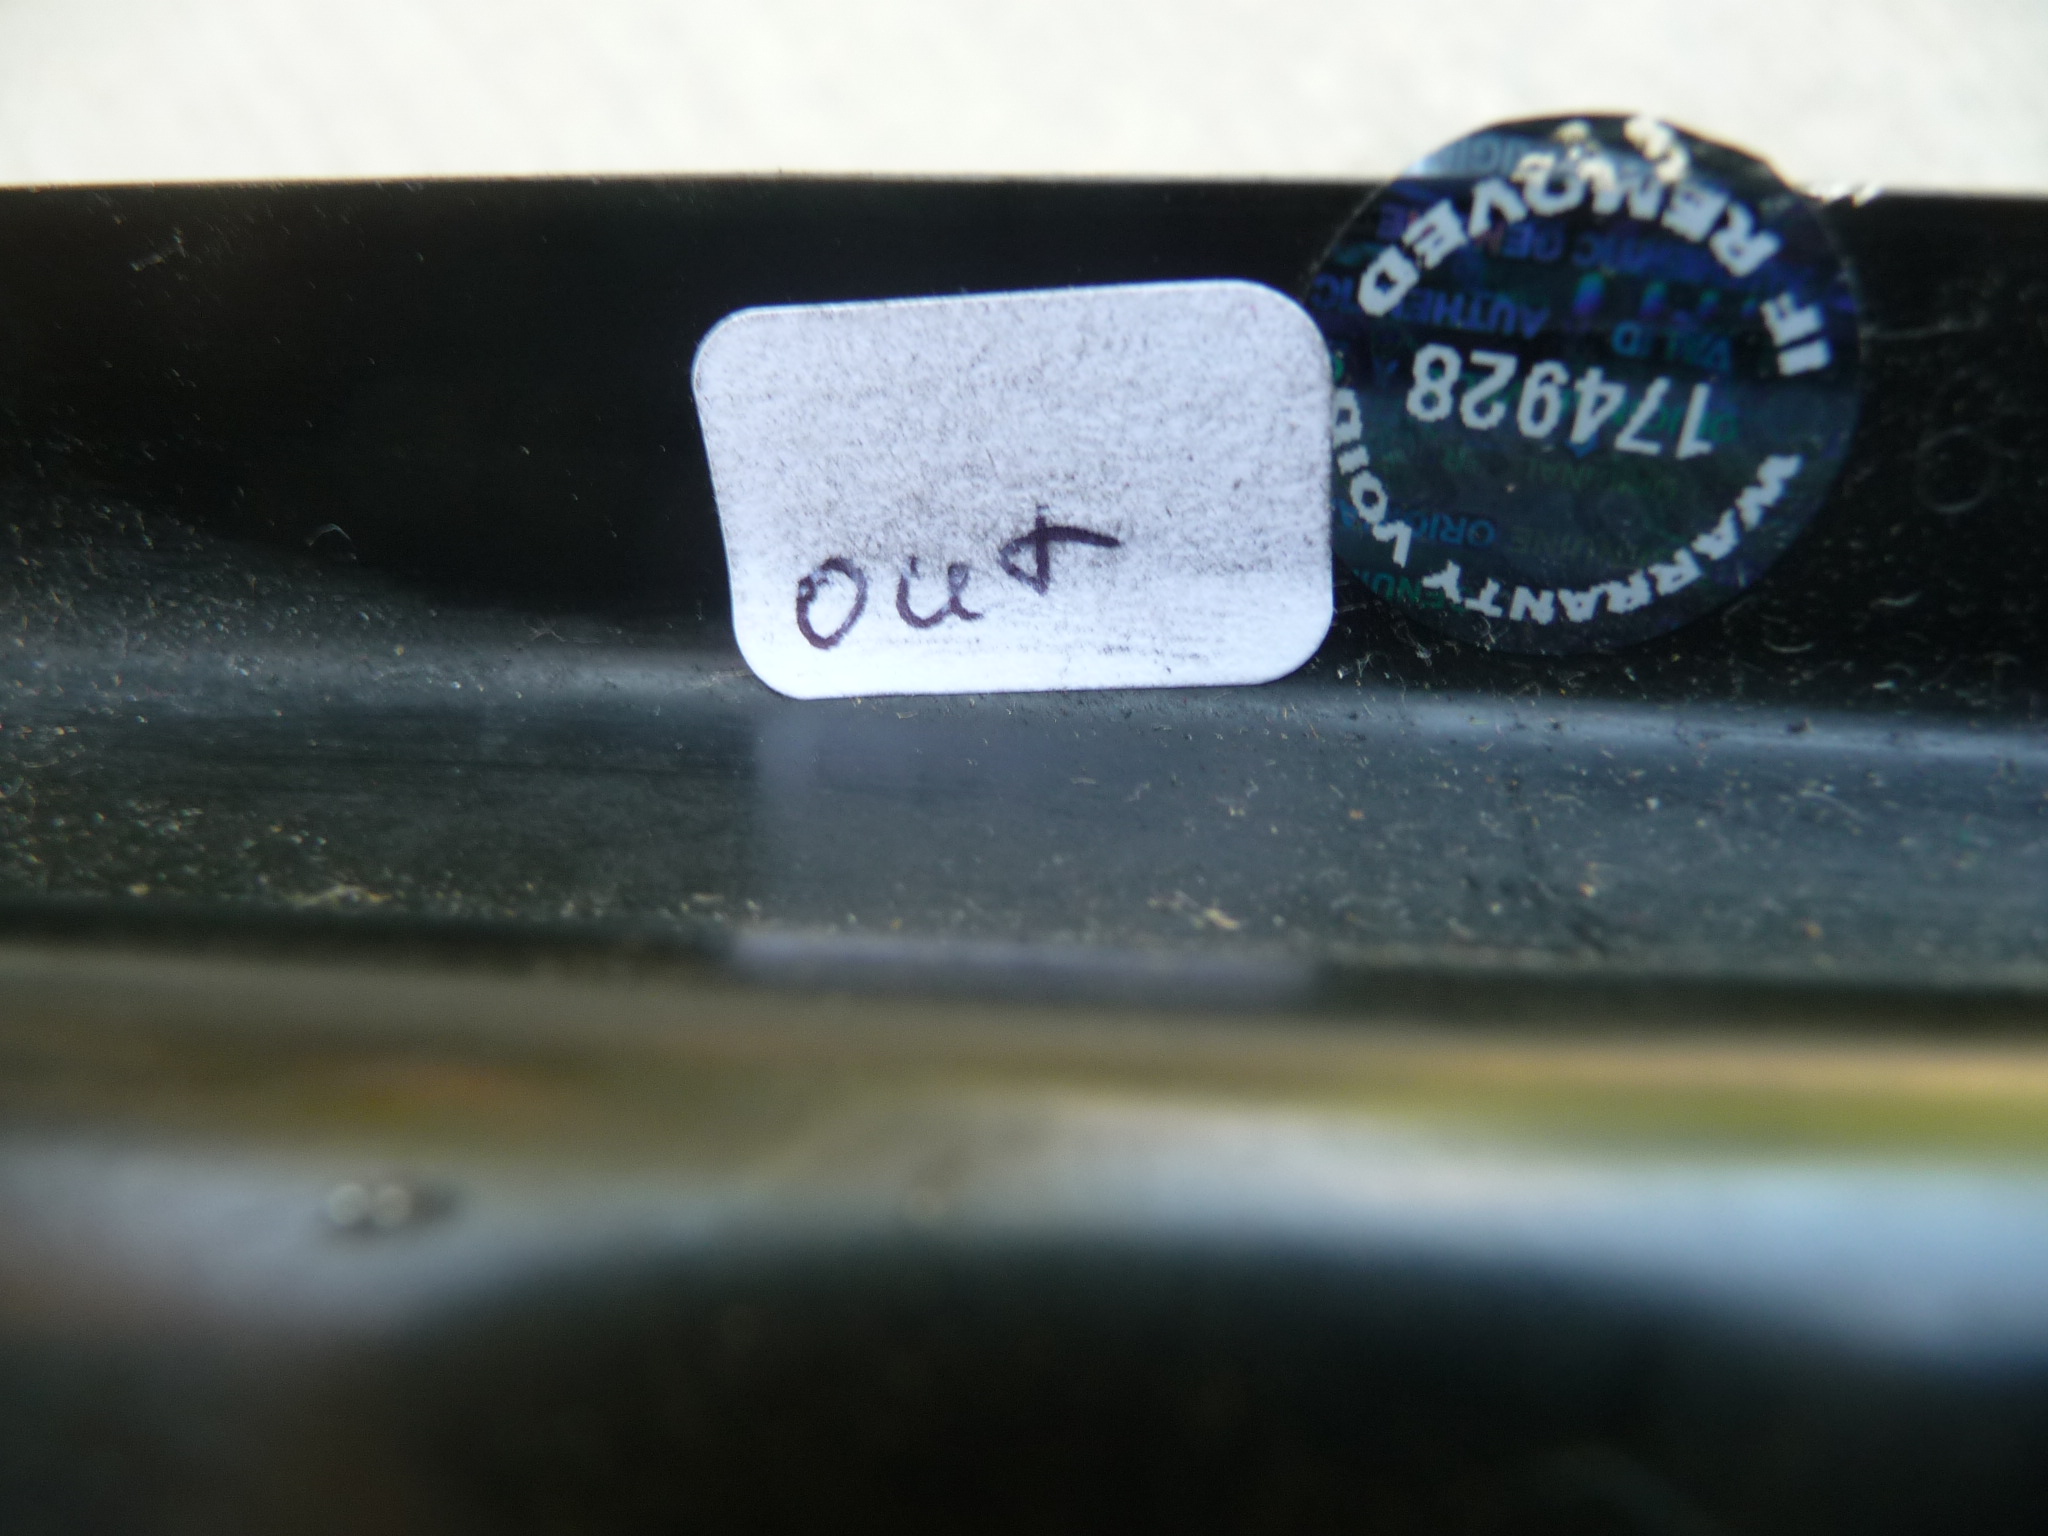 out
WARRANTY VOID
IF REMOVED
174928